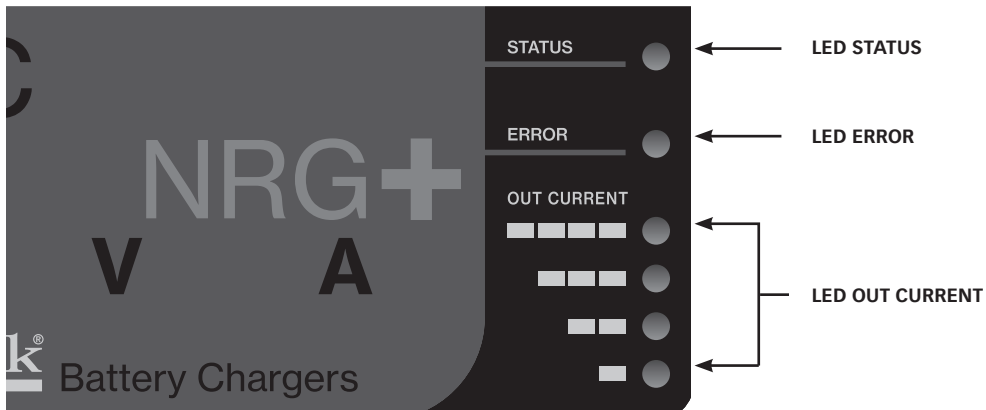 STATUS
LED STATUS
ERROR
LED ERROR
NRG+
OUT CURRENT
V A
LED OUT CURRENT
k®
Battery Chargers